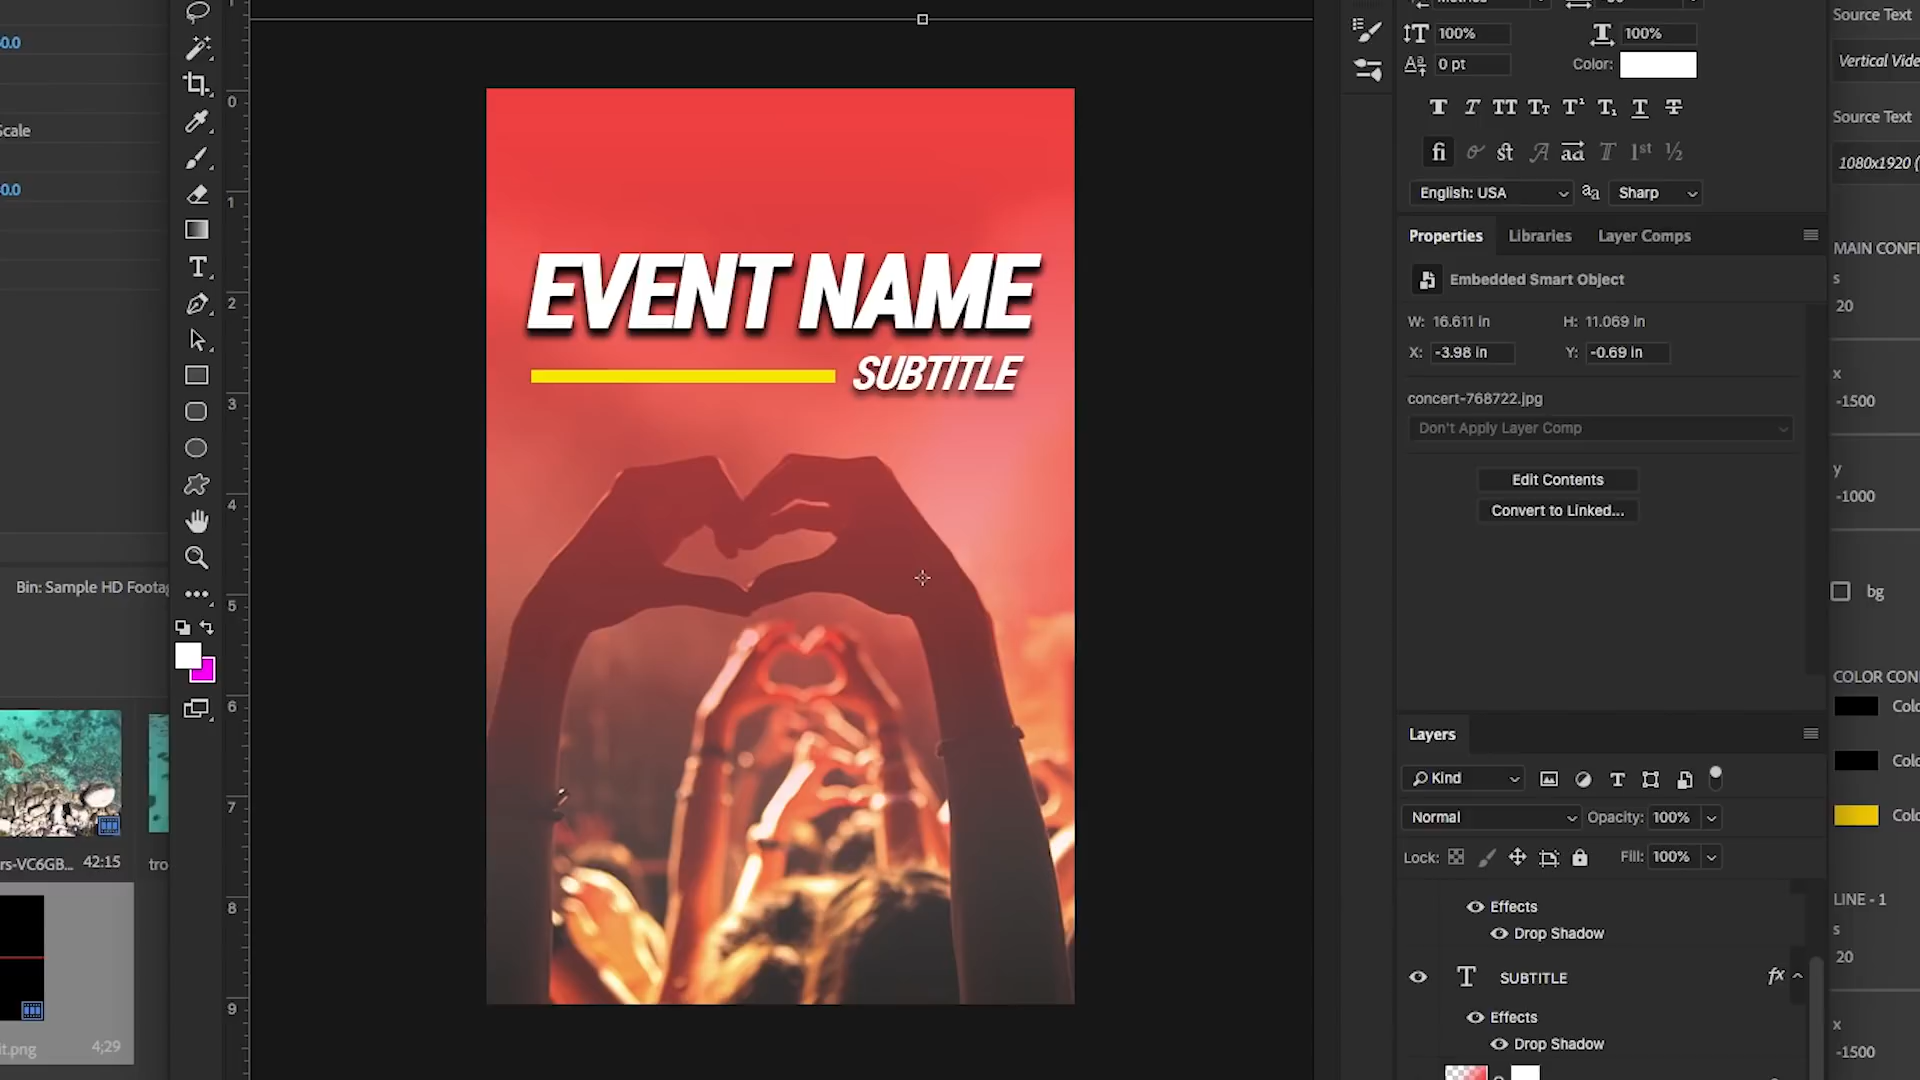 0.0
Scale
0.0
Bin: Sample HD Foota
rs-VC6GB... 42:15
tro
it.png 4;29
0
1
2
3
4
5
6
7
8
9
EVENT NAME
SUBTITLE
100% 100%
0 pt Color:
English: USA Sharp
Properties Libraries Layer Comps
Embedded Smart Object
W: 16.611 in H: 11.069 in
X: -3.98 in Y: -0.69 in
concert-768722.jpg
Don't Apply Layer Comp
Edit Contents
Convert to Linked...
Layers
Kind
Normal Opacity: 100%
Lock: Fill: 100%
Effects
Drop Shadow
SUBTITLE fx
Effects
Drop Shadow
Source Text
Vertical Vide
Source Text
1080x1920 (
MAIN CONFI
s
20
x
-1500
y
-1000
bg
COLOR CON
Colo
Colo
Colo
LINE - 1
s
20
x
-1500